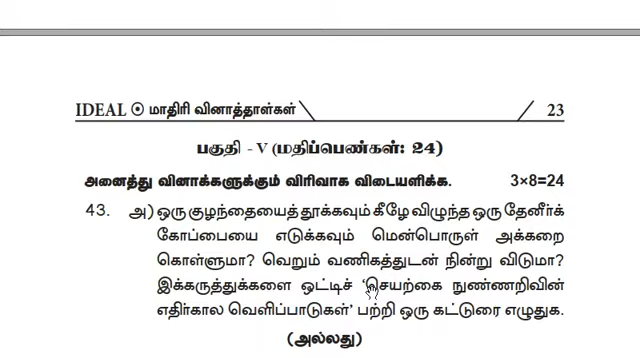 IDEAL ⊙ மாதிரி வினாத்தாள்கள் 23
பகுதி - V (மதிப்பெண்கள்: 24)
அனைத்து வினாக்களுக்கும் விரிவாக விடையளிக்க. 3×8=24
43. அ) ஒரு குழந்தையைத் தூக்கவும் கீழே விழுந்த ஒரு தேனீர்க்
கோப்பையை எடுக்கவும் மென்பொருள் அக்கறை
கொள்ளுமா? வெறும் வணிகத்துடன் நின்று விடுமா?
இக்கருத்துக்களை ஒட்டிச் ‘செயற்கை நுண்ணறிவின்
எதிர்கால வெளிப்பாடுகள்’ பற்றி ஒரு கட்டுரை எழுதுக.
(அல்லது)